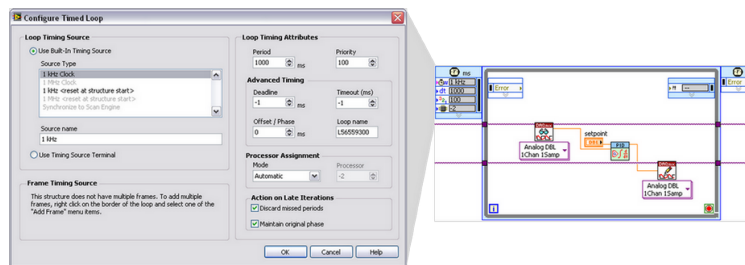 Configure Timed Loop
Loop Timing Source
Use Built-In Timing Source
Source Type
1 kHz Clock
1 MHz Clock
1 kHz <reset at structure start>
1 MHz <reset at structure start>
Synchronize to Scan Engine
Source name
1 kHz
Use Timing Source Terminal
Frame Timing Source
This structure does not have multiple frames. To add multiple
frames, right click on the border of the loop and select one of the
"Add Frame" menu items.
Loop Timing Attributes
Period
Priority
1000
ms
100
Advanced Timing
Deadline
Timeout (ms)
-1
ms
-1
Offset / Phase
Loop name
0
ms
L56559300
Processor Assignment
Mode
Processor
Automatic
-2
Action on Late Iterations
Discard missed periods
Maintain original phase
OK
Cancel
Help
ms
1 kHz
dt
1000
100
-2
Error
Error
setpoint
PID
Analog DBL
1Chan 1Samp
Analog DBL
1Chan 1Samp
i